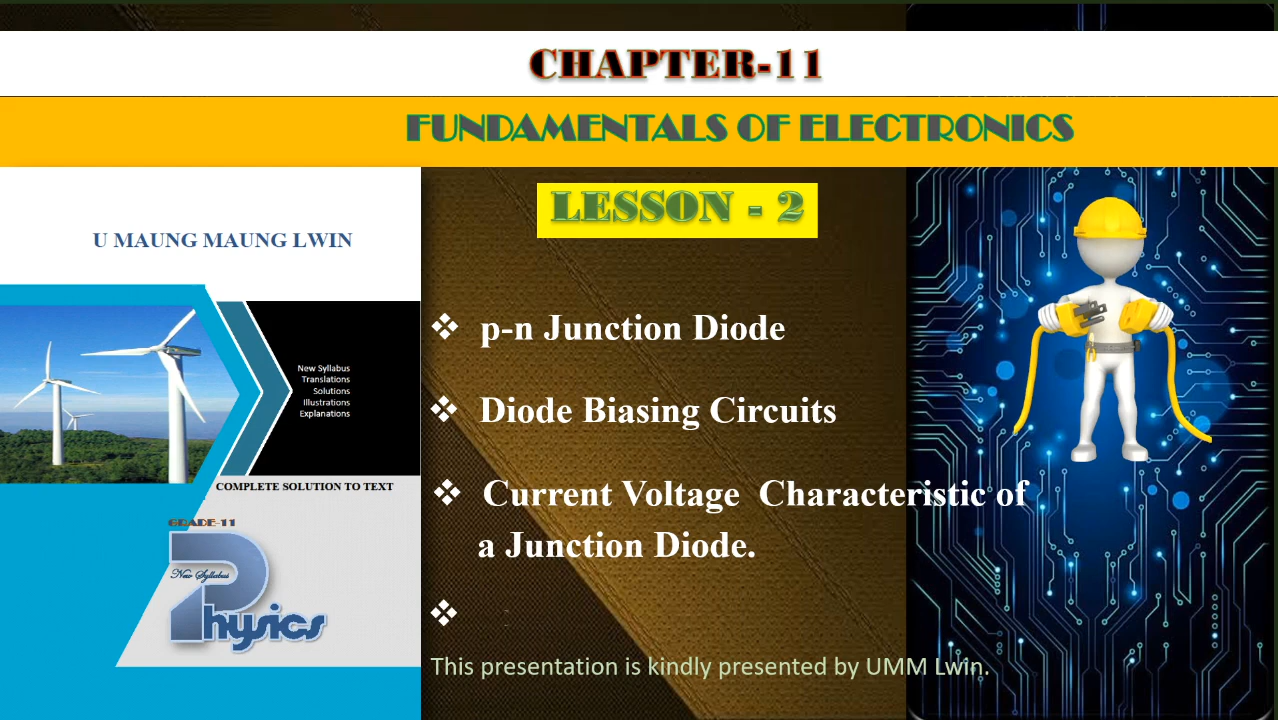 CHAPTER-11
FUNDAMENTALS OF ELECTRONICS
LESSON - 2
U MAUNG MAUNG LWIN
New Syllabus
Translations
Solutions
Illustrations
Explanations
COMPLETE SOLUTION TO TEXT
GRADE-11
New Syllabus
Physics
❖ p-n Junction Diode
❖ Diode Biasing Circuits
❖ Current Voltage Characteristic of
a Junction Diode.
❖
This presentation is kindly presented by UMM Lwin.